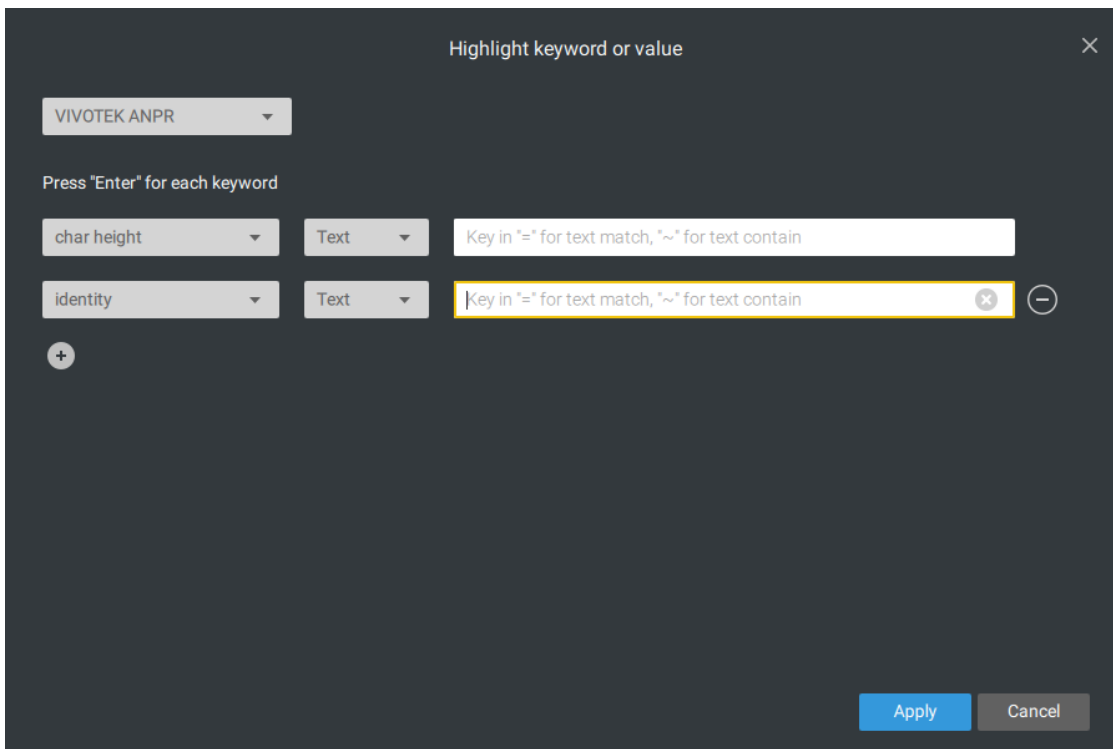 Highlight keyword or value
VIVOTEK ANPR
Press "Enter" for each keyword
char height Text Key in "=" for text match, "~" for text contain
identity Text Key in "=" for text match, "~" for text contain
Apply Cancel